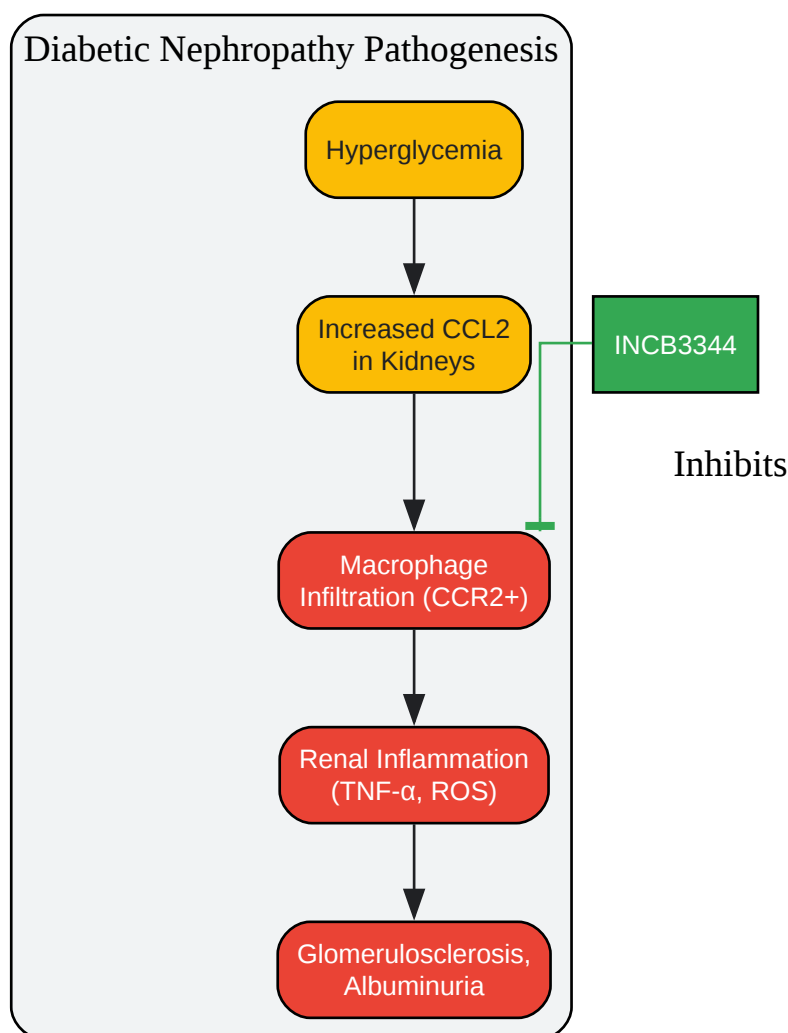 Diabetic Nephropathy Pathogenesis
Hyperglycemia
Increased CCL2
in Kidneys
INCB3344
Inhibits
Macrophage
Infiltration (CCR2+)
Renal Inflammation
(TNF-α, ROS)
Glomerulosclerosis,
Albuminuria